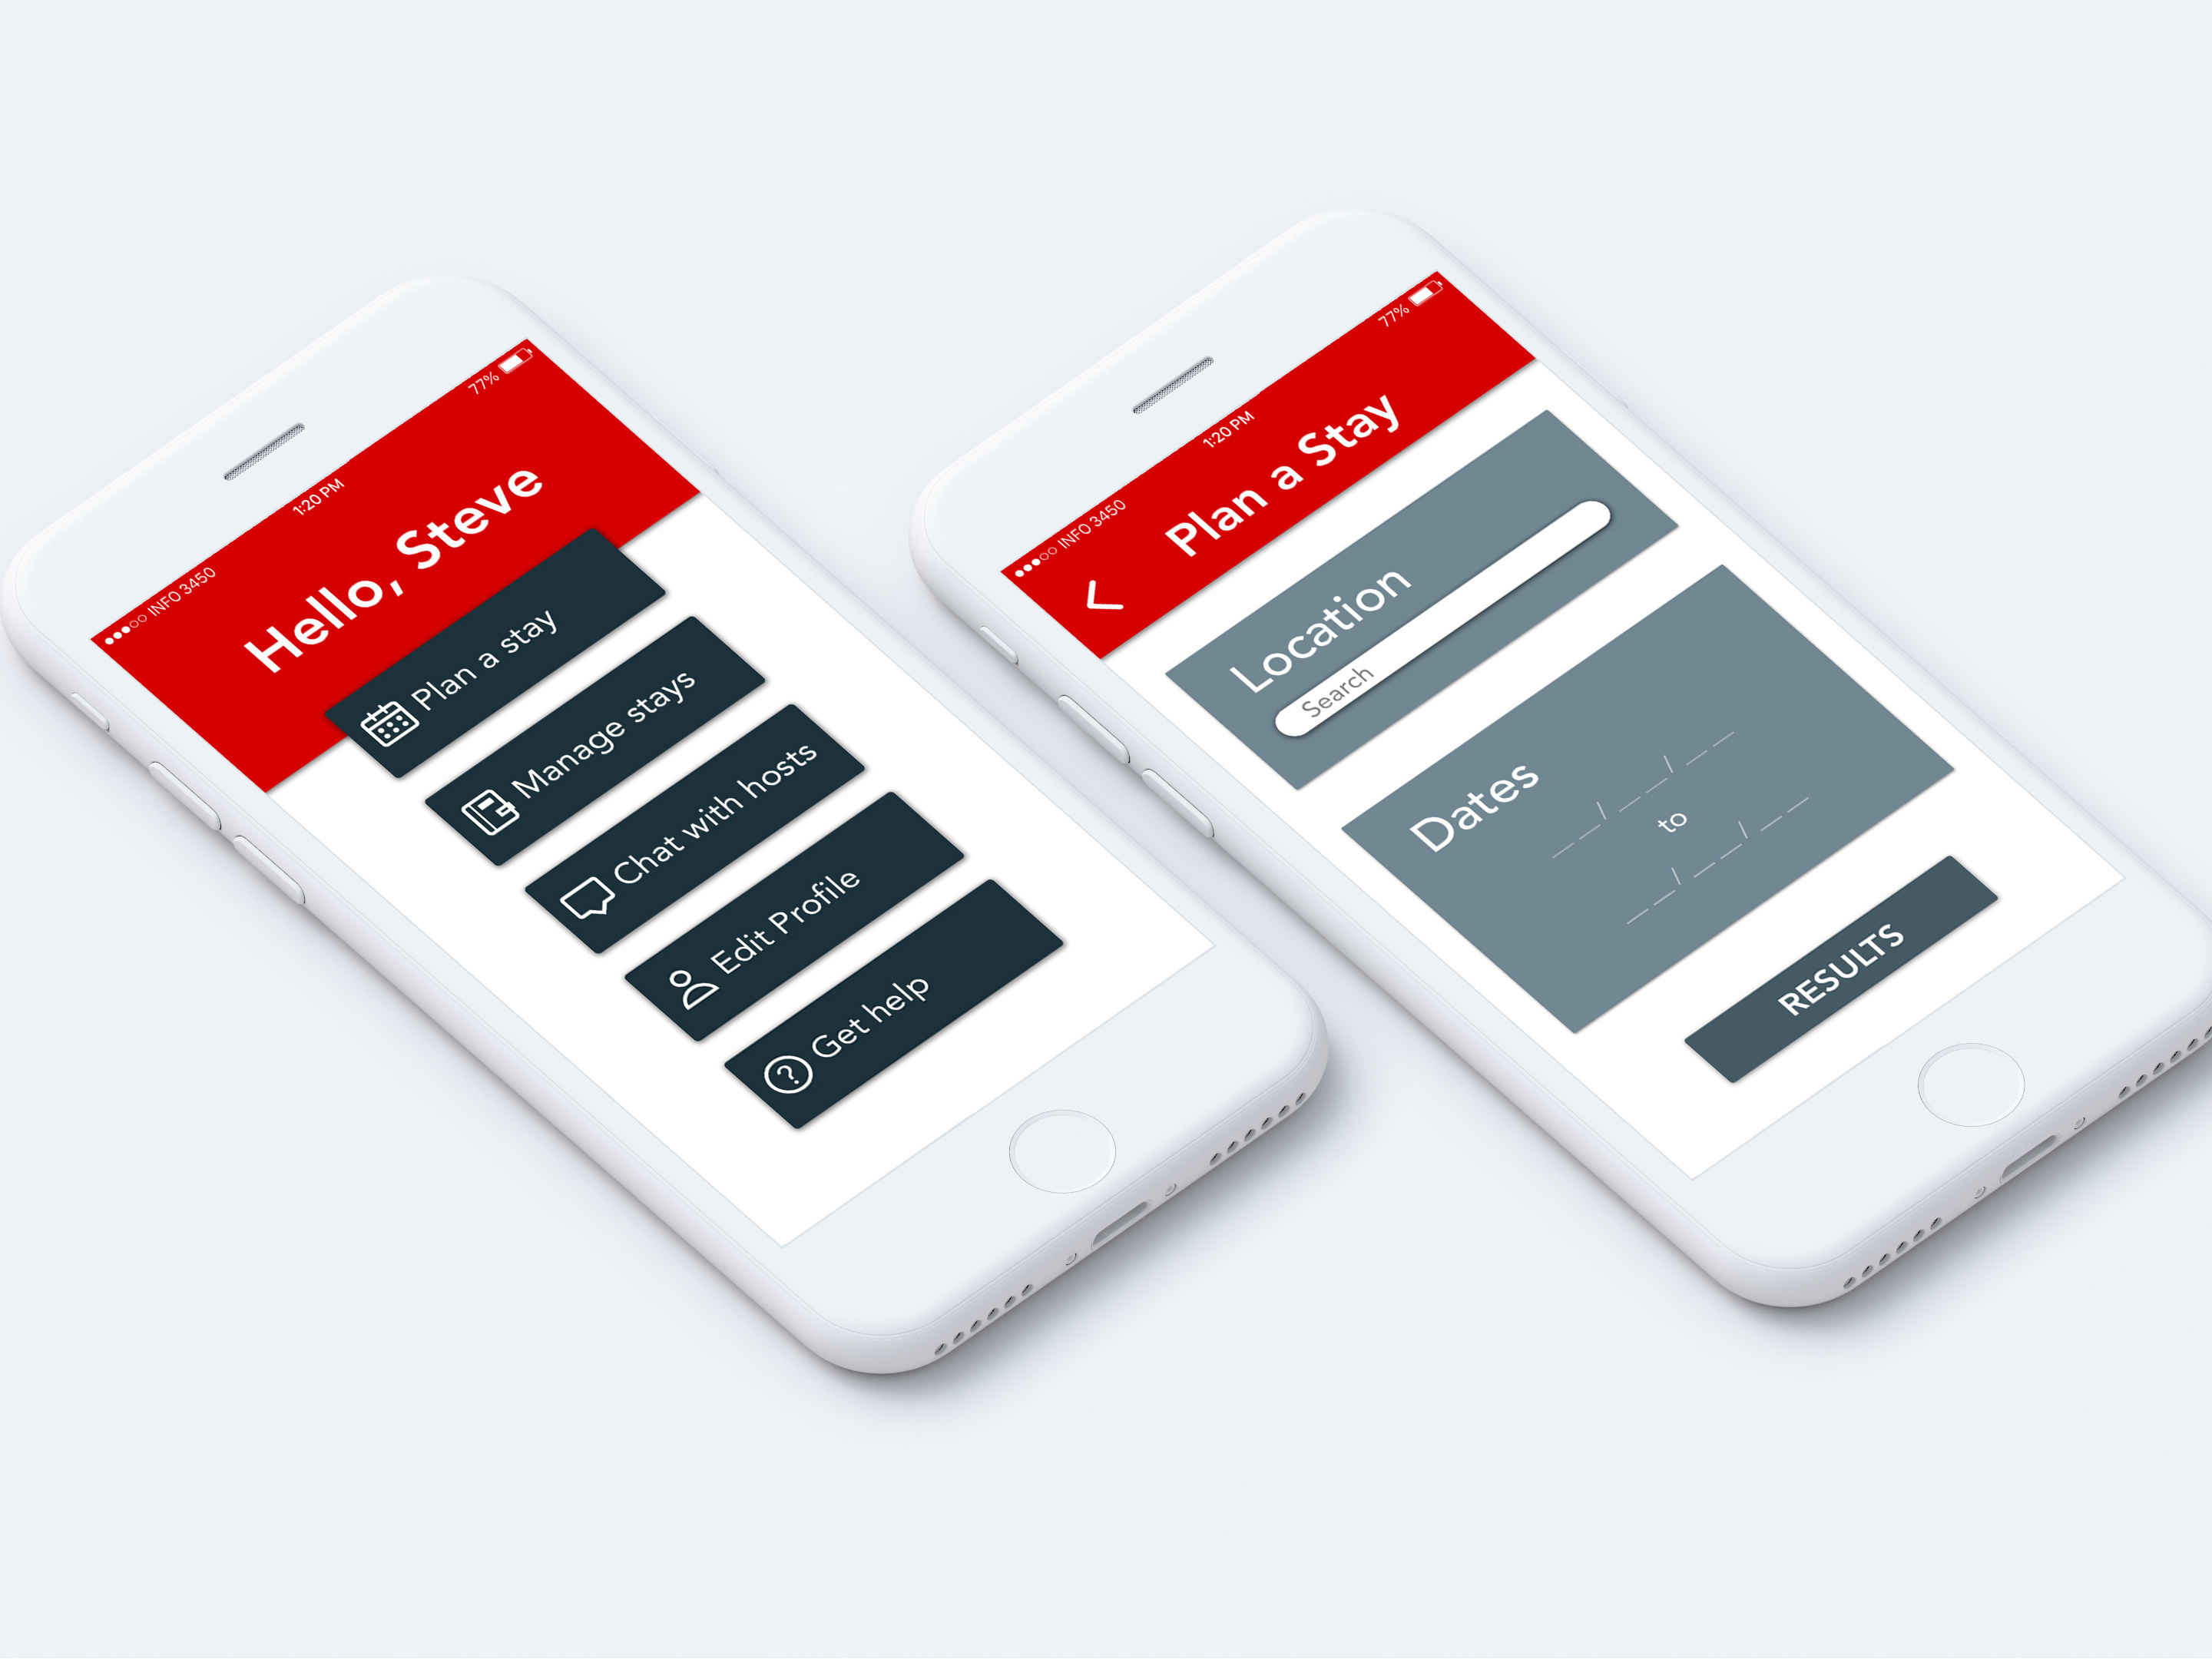 INFO 3450
1:20 PM
77%
Hello, Steve
Plan a stay
Manage stays
Chat with hosts
Edit Profile
? Get help
INFO 3450
1:20 PM
77%
Plan a Stay
Location
Search
Dates
__/__/__
to
__/__/__
RESULTS